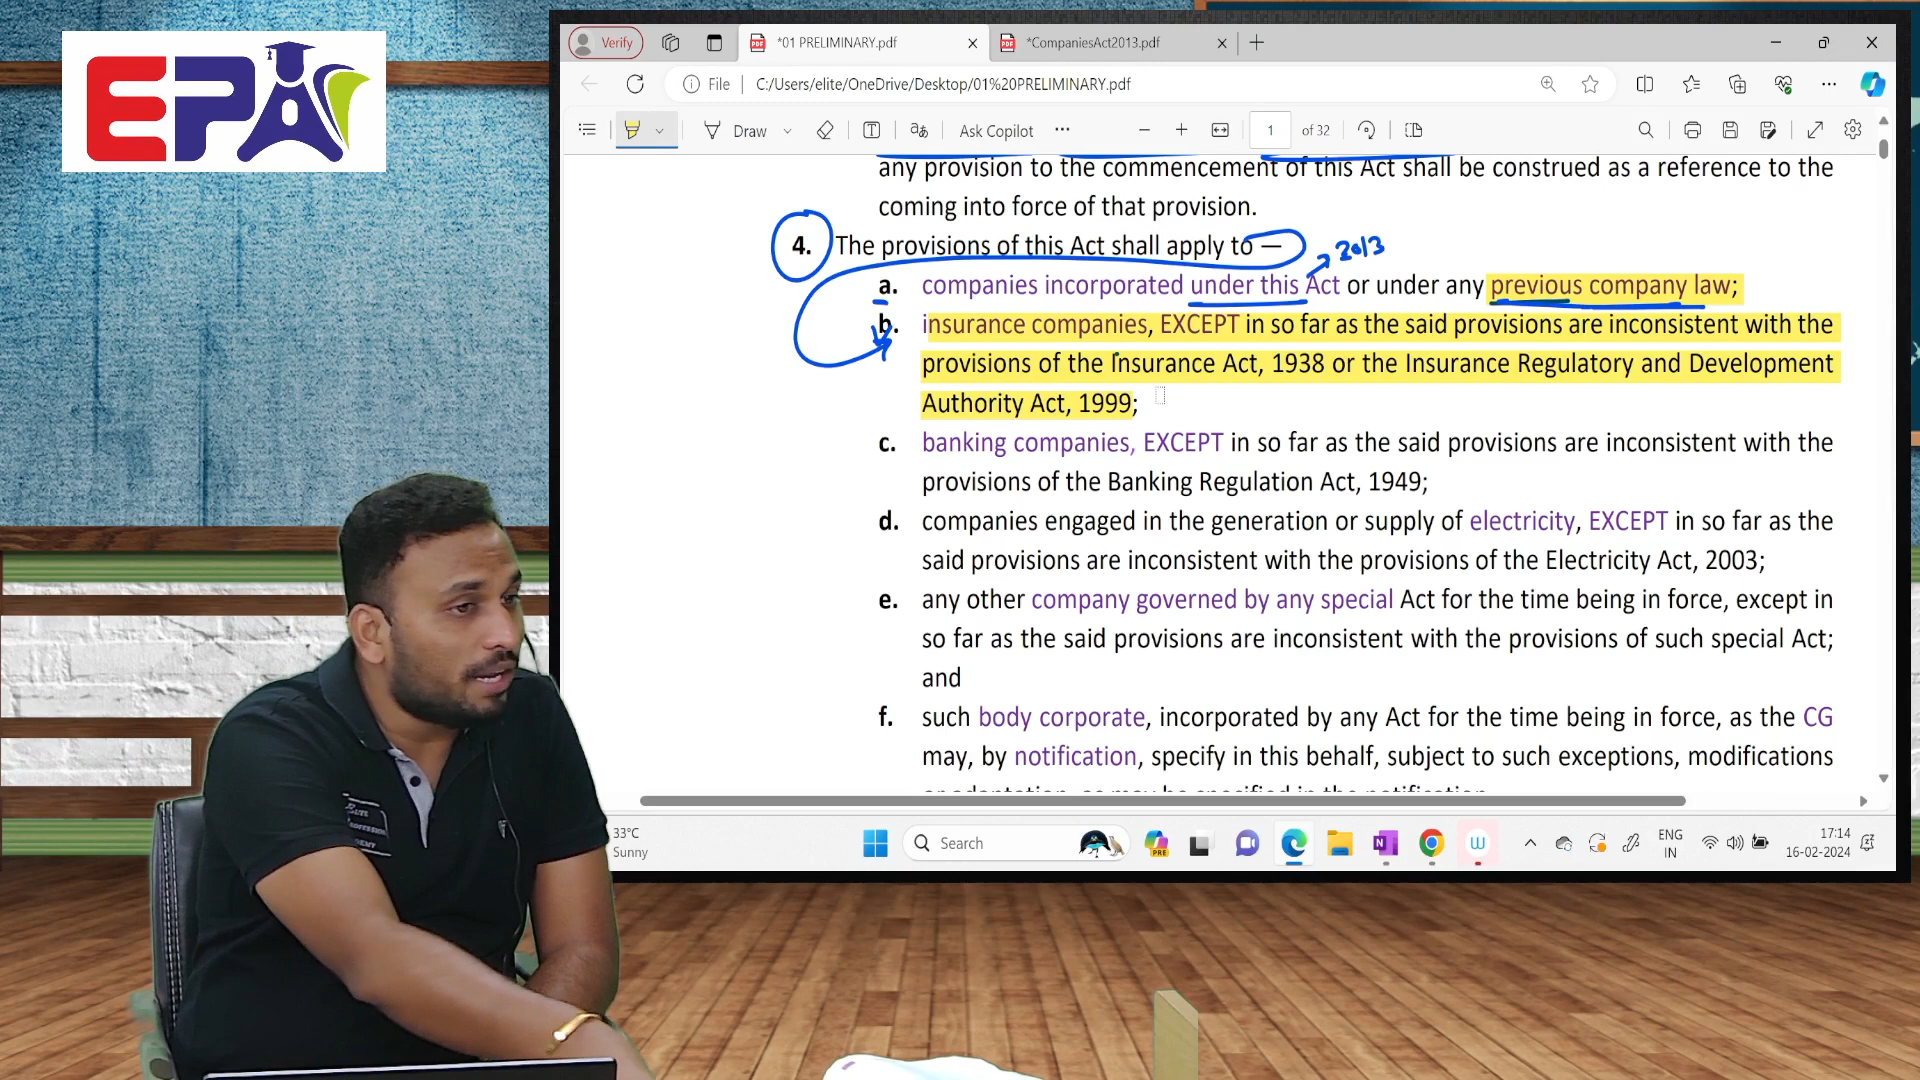 EPA
Verify
*01 PRELIMINARY.pdf
*CompaniesAct2013.pdf
File
C:/Users/elite/OneDrive/Desktop/01%20PRELIMINARY.pdf
Draw
Ask Copilot
1
of 32
any provision to the commencement of this Act shall be construed as a reference to the
coming into force of that provision.
4. The provisions of this Act shall apply to —
2013
a. companies incorporated under this Act or under any previous company law;
b. insurance companies, EXCEPT in so far as the said provisions are inconsistent with the
provisions of the Insurance Act, 1938 or the Insurance Regulatory and Development
Authority Act, 1999;
c. banking companies, EXCEPT in so far as the said provisions are inconsistent with the
provisions of the Banking Regulation Act, 1949;
d. companies engaged in the generation or supply of electricity, EXCEPT in so far as the
said provisions are inconsistent with the provisions of the Electricity Act, 2003;
e. any other company governed by any special Act for the time being in force, except in
so far as the said provisions are inconsistent with the provisions of such special Act;
and
f. such body corporate, incorporated by any Act for the time being in force, as the CG
may, by notification, specify in this behalf, subject to such exceptions, modifications
or adaptation, as may be specified in the notification
33°C
Sunny
Search
PRE
W
ENG
IN
17:14
16-02-2024